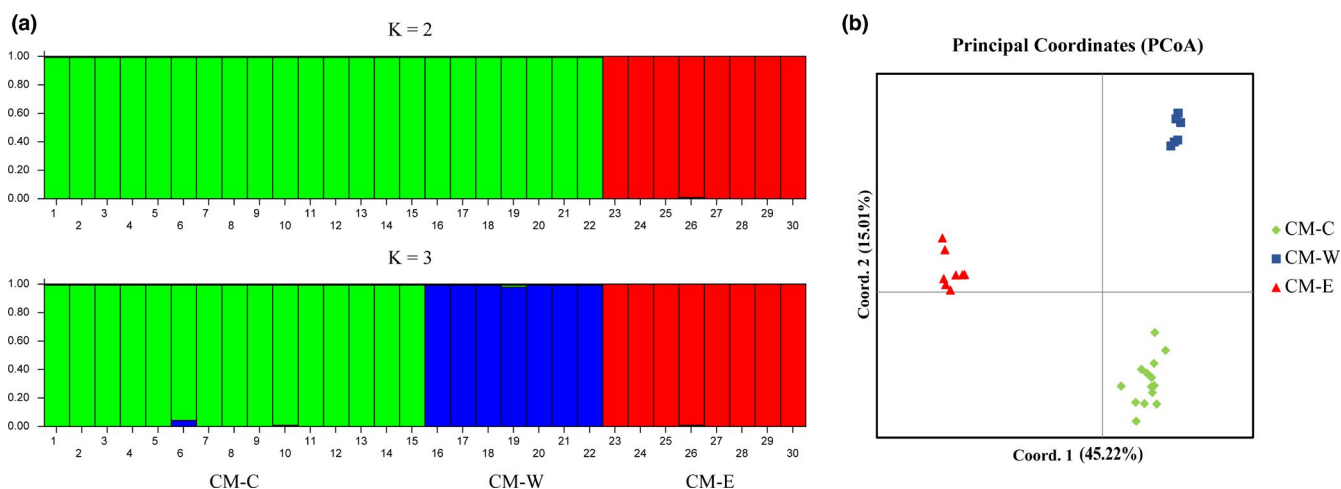 (a)
K = 2
1.00
0.80
0.60
0.40
0.20
0.00
1 3 5 7 9 11 13 15 17 19 21 23 25 27 29
2 4 6 8 10 12 14 16 18 20 22 24 26 28 30
K = 3
1.00
0.80
0.60
0.40
0.20
0.00
1 3 5 7 9 11 13 15 17 19 21 23 25 27 29
2 4 6 8 10 12 14 16 18 20 22 24 26 28 30
CM-C CM-W CM-E
(b)
Principal Coordinates (PCoA)
Coord. 2 (15.01%)
Coord. 1 (45.22%)
CM-C
CM-W
CM-E